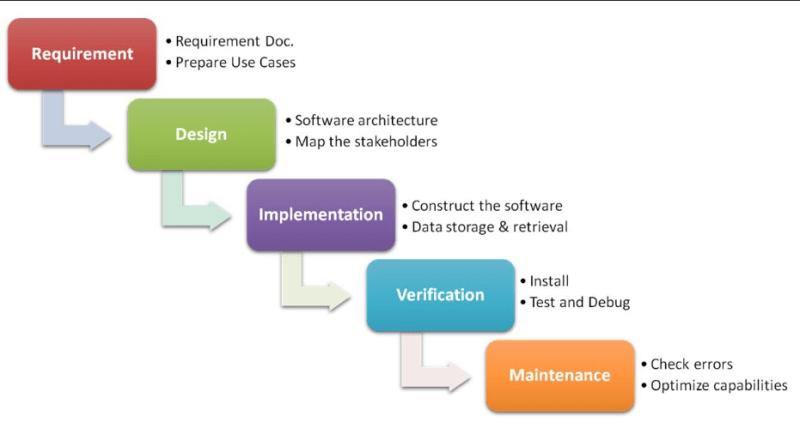 Requirement
• Requirement Doc.
• Prepare Use Cases
Design
• Software architecture
• Map the stakeholders
Implementation
• Construct the software
• Data storage & retrieval
Verification
• Install
• Test and Debug
Maintenance
• Check errors
• Optimize capabilities